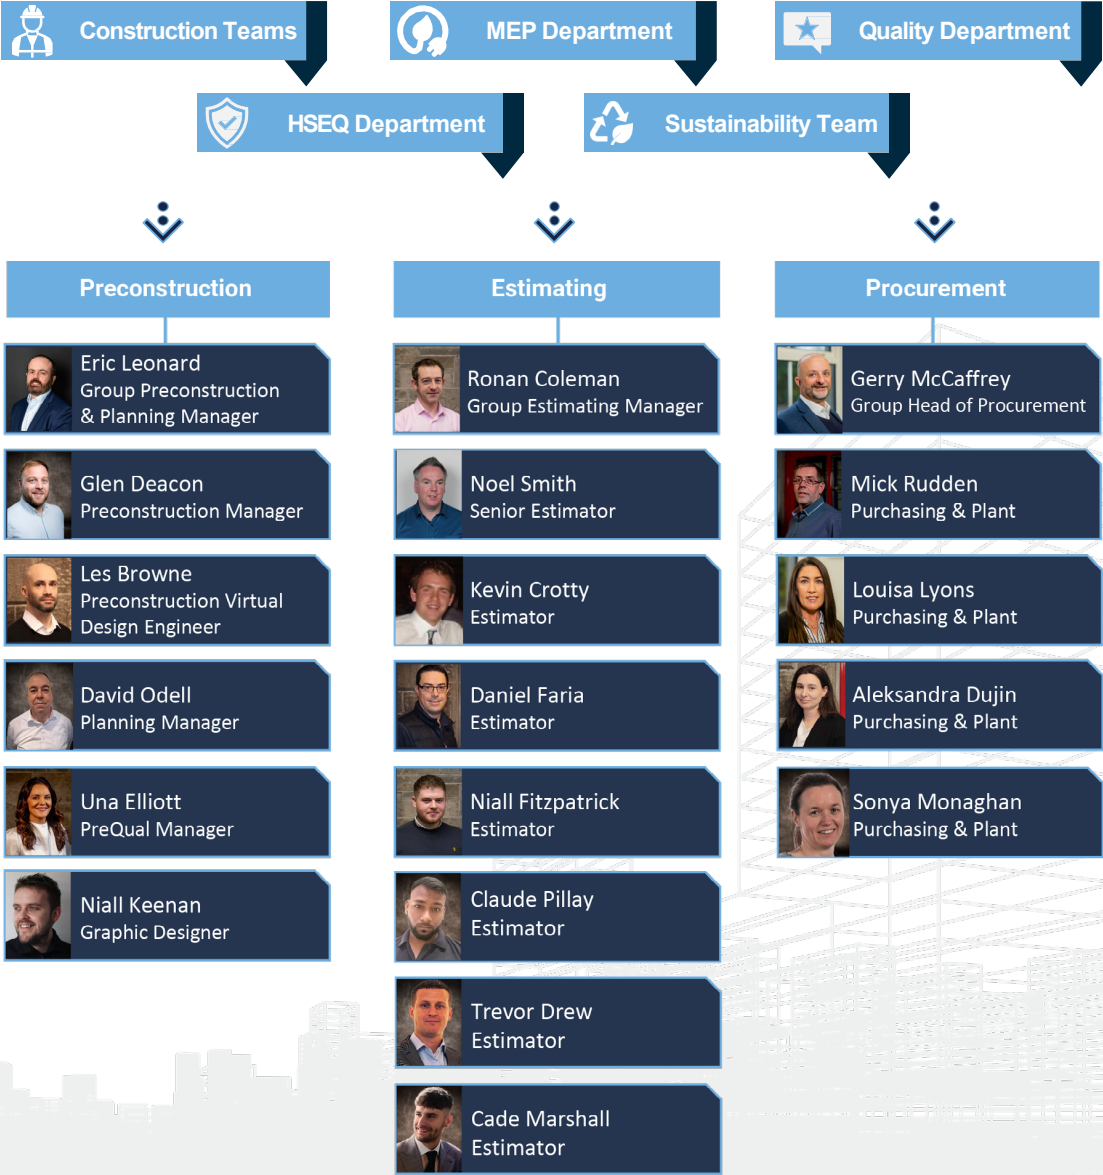 Construction Teams
MEP Department
Quality Department
HSEQ Department
Sustainability Team
Preconstruction
Eric Leonard
Group Preconstruction
& Planning Manager
Glen Deacon
Preconstruction Manager
Les Browne
Preconstruction Virtual
Design Engineer
David Odell
Planning Manager
Una Elliott
PreQual Manager
Niall Keenan
Graphic Designer
Estimating
Ronan Coleman
Group Estimating Manager
Noel Smith
Senior Estimator
Kevin Crotty
Estimator
Daniel Faria
Estimator
Niall Fitzpatrick
Estimator
Claude Pillay
Estimator
Trevor Drew
Estimator
Cade Marshall
Estimator
Procurement
Gerry McCaffrey
Group Head of Procurement
Mick Rudden
Purchasing & Plant
Louisa Lyons
Purchasing & Plant
Aleksandra Dujin
Purchasing & Plant
Sonya Monaghan
Purchasing & Plant